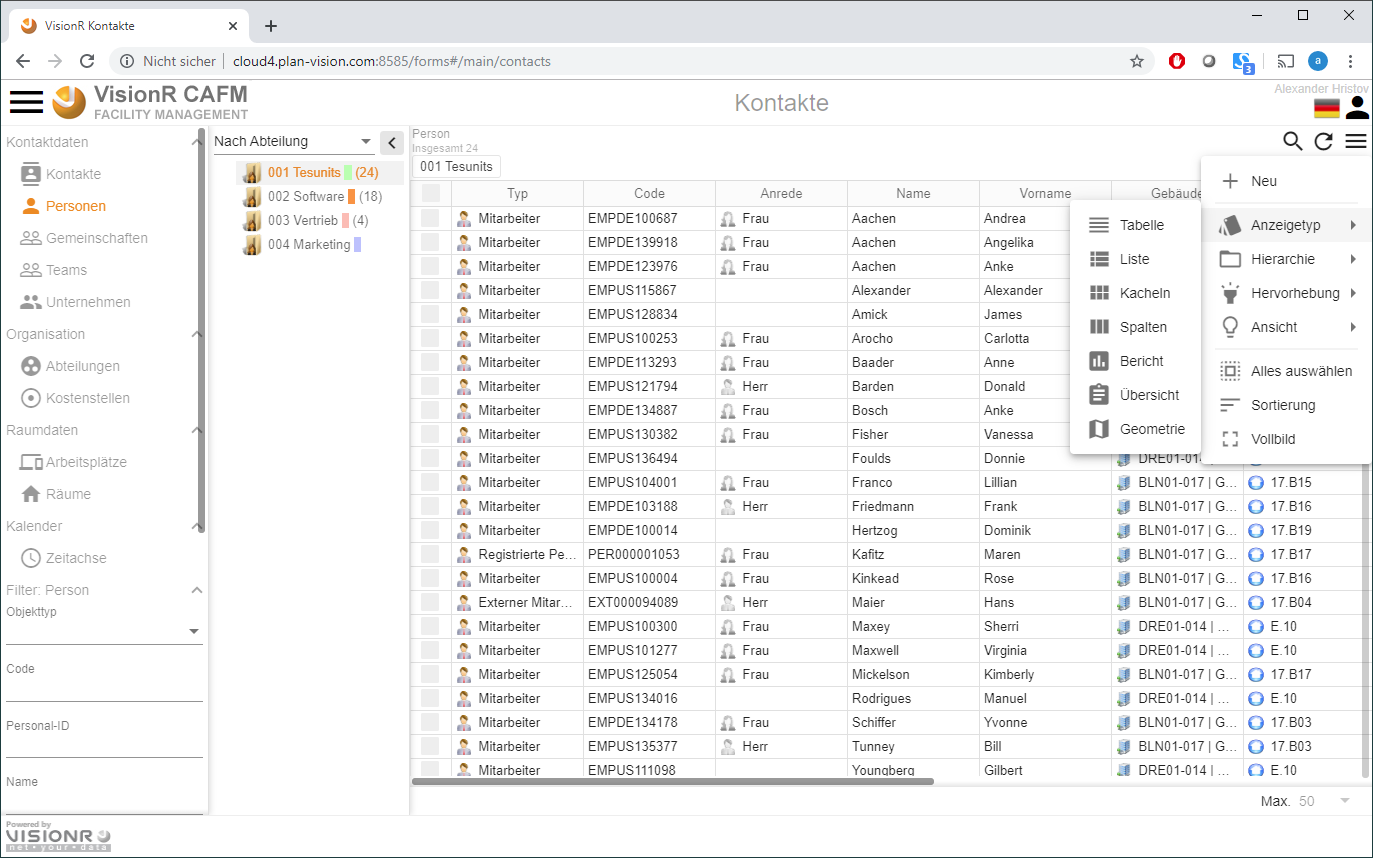 VisionR Kontakte
Nicht sicher cloud4.plan-vision.com:8585/forms#/main/contacts
3
a
VisionR CAFM
FACILITY MANAGEMENT
Kontakte
Alexander Hristov
Kontaktdaten
Kontakte
Personen
Gemeinschaften
Teams
Unternehmen
Organisation
Abteilungen
Kostenstellen
Raumdaten
Arbeitsplätze
Räume
Kalender
Zeitachse
Filter: Person
Objekttyp
Code
Personal-ID
Name
Nach Abteilung
001 Tesunits (24)
002 Software (18)
003 Vertrieb (4)
004 Marketing
Person
Insgesamt 24
001 Tesunits
Typ Code Anrede Name Vorname Gebäude
Mitarbeiter EMPDE100687 Frau Aachen Andrea
Mitarbeiter EMPDE139918 Frau Aachen Angelika
Mitarbeiter EMPDE123976 Frau Aachen Anke
Mitarbeiter EMPUS115867 Alexander Alexander
Mitarbeiter EMPUS128834 Amick James
Mitarbeiter EMPUS100253 Frau Arocho Carlotta
Mitarbeiter EMPDE113293 Frau Baader Anne
Mitarbeiter EMPUS121794 Herr Barden Donald
Mitarbeiter EMPDE134887 Frau Bosch Anke
Mitarbeiter EMPUS130382 Frau Fisher Vanessa
Mitarbeiter EMPUS136494 Foulds Donnie DRE01-014
Mitarbeiter EMPUS104001 Frau Franco Lillian BLN01-017 | G... 17.B15
Mitarbeiter EMPDE103188 Herr Friedmann Frank BLN01-017 | G... 17.B16
Mitarbeiter EMPDE100014 Hertzog Dominik BLN01-017 | G... 17.B19
Registrierte Pe... PER000001053 Frau Kafitz Maren BLN01-017 | G... 17.B17
Mitarbeiter EMPUS100004 Frau Kinkead Rose BLN01-017 | G... 17.B16
Externer Mitar... EXT000094089 Herr Maier Hans BLN01-017 | G... 17.B04
Mitarbeiter EMPUS100300 Frau Maxey Sherri DRE01-014 | ... E.10
Mitarbeiter EMPUS101277 Frau Maxwell Virginia DRE01-014 | ... E.10
Mitarbeiter EMPUS125054 Frau Mickelson Kimberly BLN01-017 | G... 17.B17
Mitarbeiter EMPUS134016 Rodrigues Manuel DRE01-014 | ... E.10
Mitarbeiter EMPDE134178 Frau Schiffer Yvonne BLN01-017 | G... 17.B03
Mitarbeiter EMPUS135377 Herr Tunney Bill BLN01-017 | G... 17.B03
Mitarbeiter EMPUS111098 Youngberg Gilbert DRE01-014 | ... E.10
Tabelle
Liste
Kacheln
Spalten
Bericht
Übersicht
Geometrie
Neu
Anzeigetyp
Hierarchie
Hervorhebung
Ansicht
Alles auswählen
Sortierung
Vollbild
Max. 50
Powered by
VISIONR
net • your • data